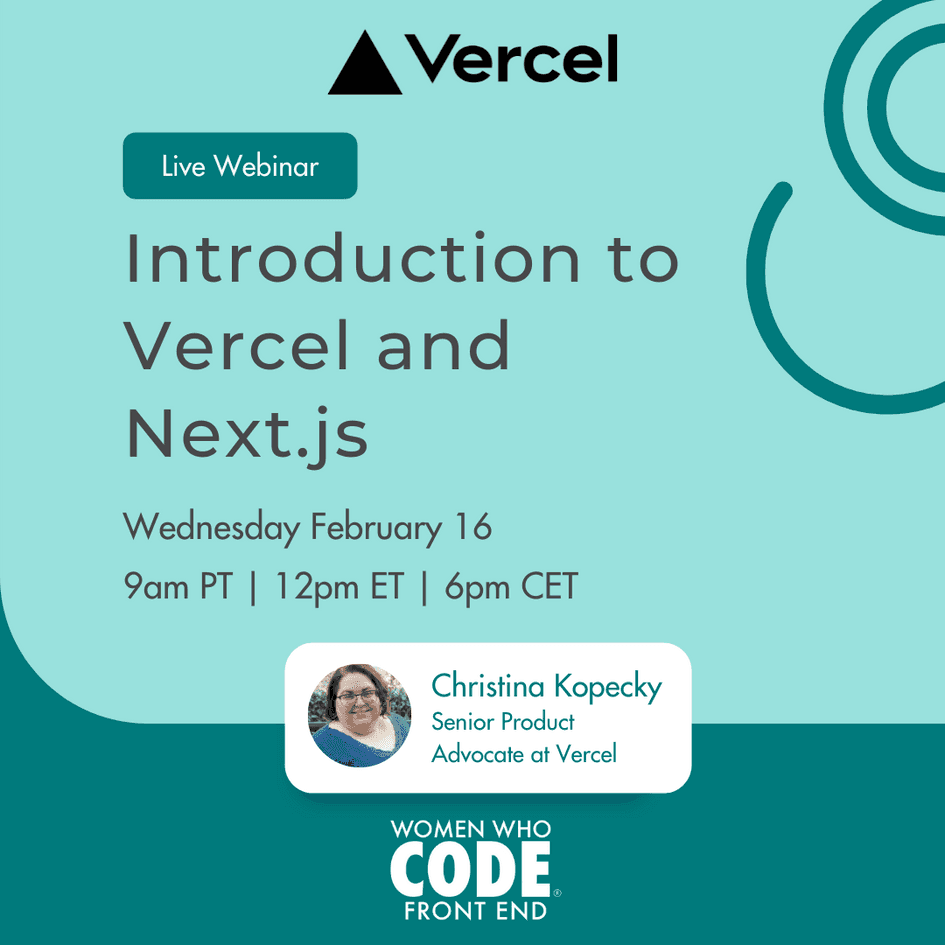 Vercel
Live Webinar
Introduction to
Vercel and
Next.js
Wednesday February 16
9am PT | 12pm ET | 6pm CET
Christina Kopecky
Senior Product
Advocate at Vercel
WOMEN WHO
CODE®
FRONT END